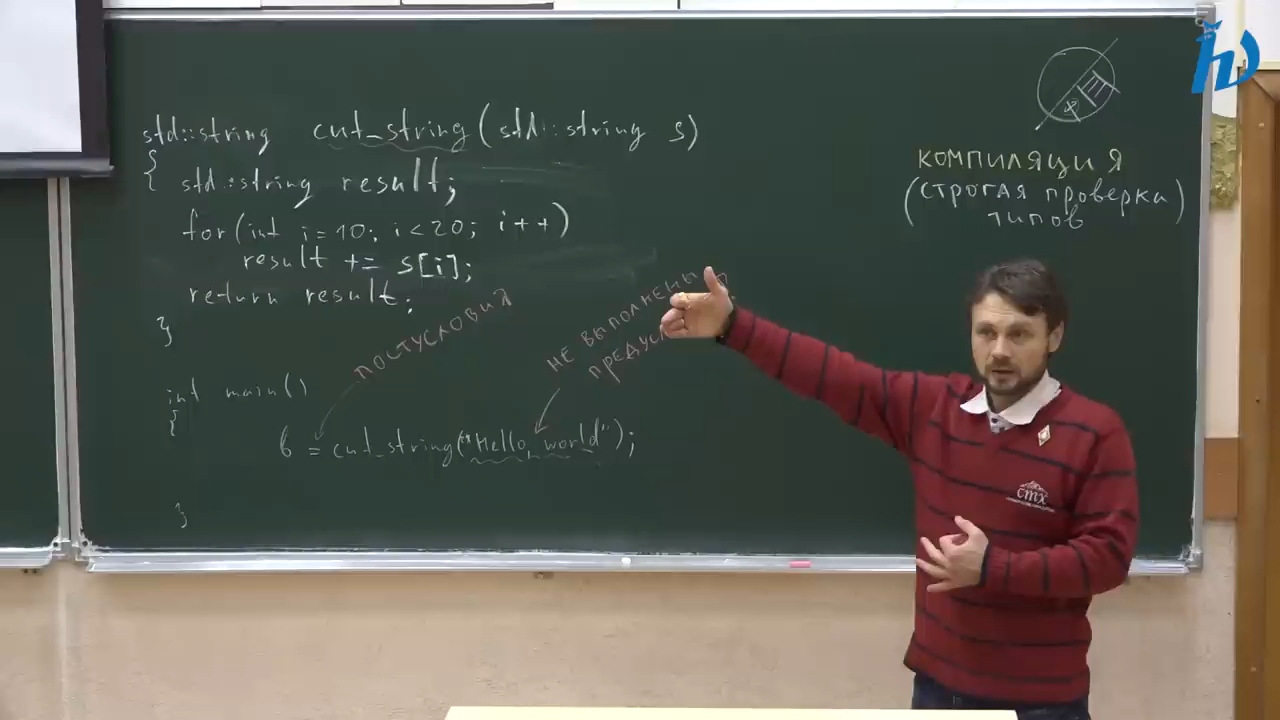 std::string cut_string(std::string s)
{ std::string result;
for(int i=10; i<20; i++)
result += s[i];
return result;
}
ПОСТУСЛОВИЯ
НЕ ВЫПОЛНЕНЫ
int main()
{
b = cut_string("Hello, world");
}
КОМПИЛЯЦИЯ
(СТРОГАЯ ПРОВЕРКА)
ТИПОВ
стх